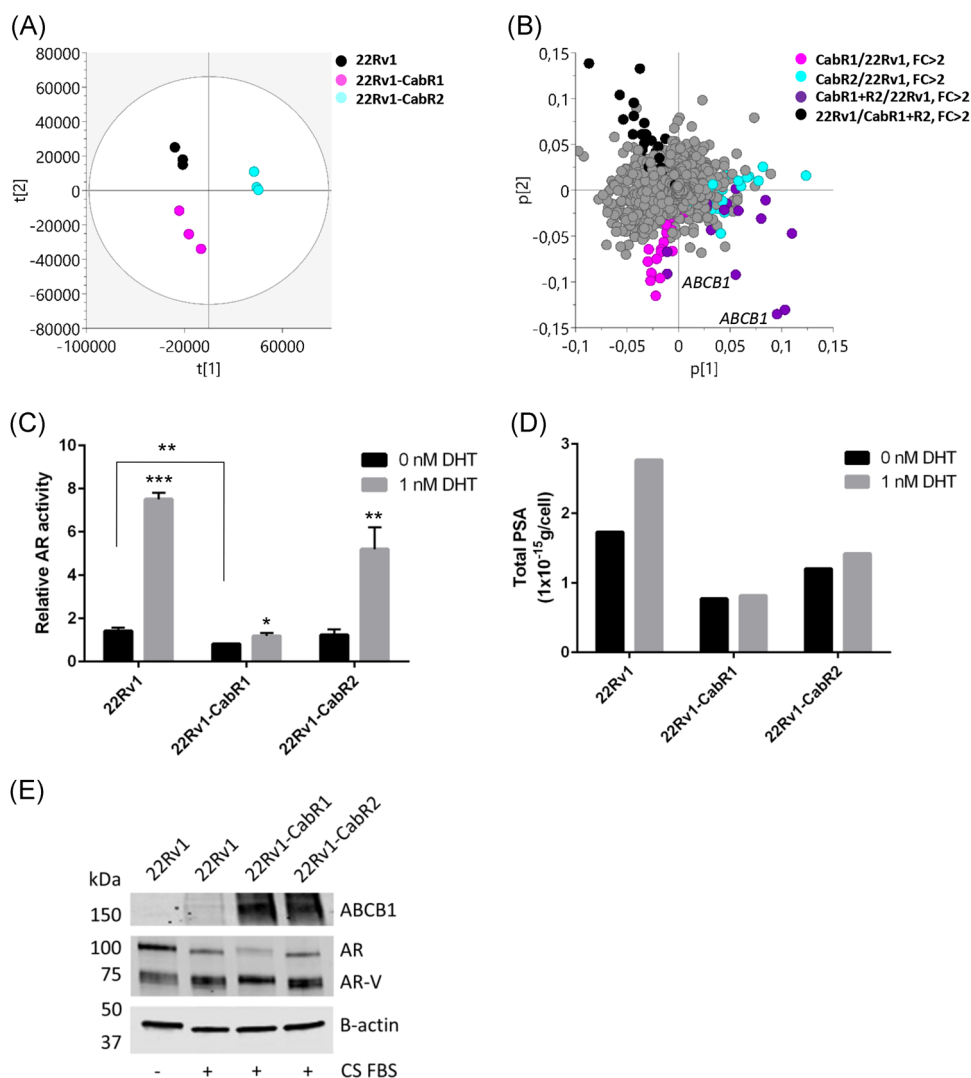 (A)
80000
60000
40000
20000
0
-20000
-40000
-60000
-80000
t[2]
-100000
-20000
60000
t[1]
22Rv1
22Rv1-CabR1
22Rv1-CabR2
(B)
0,15
0,1
0,05
0
-0,05
-0,1
-0,15
p[2]
-0,1
-0,05
0
0,05
0,1
0,15
p[1]
CabR1/22Rv1, FC>2
CabR2/22Rv1, FC>2
CabR1+R2/22Rv1, FC>2
22Rv1/CabR1+R2, FC>2
ABCB1
ABCB1
(C)
10
8
6
4
2
0
Relative AR activity
**
***
*
**
0 nM DHT
1 nM DHT
22Rv1
22Rv1-CabR1
22Rv1-CabR2
(D)
3
2
1
0
Total PSA
(1x10-15g/cell)
0 nM DHT
1 nM DHT
22Rv1
22Rv1-CabR1
22Rv1-CabR2
(E)
22Rv1
22Rv1
22Rv1-CabR1
22Rv1-CabR2
kDa
150
ABCB1
100
AR
75
AR-V
50
B-actin
37
- + + + CS FBS